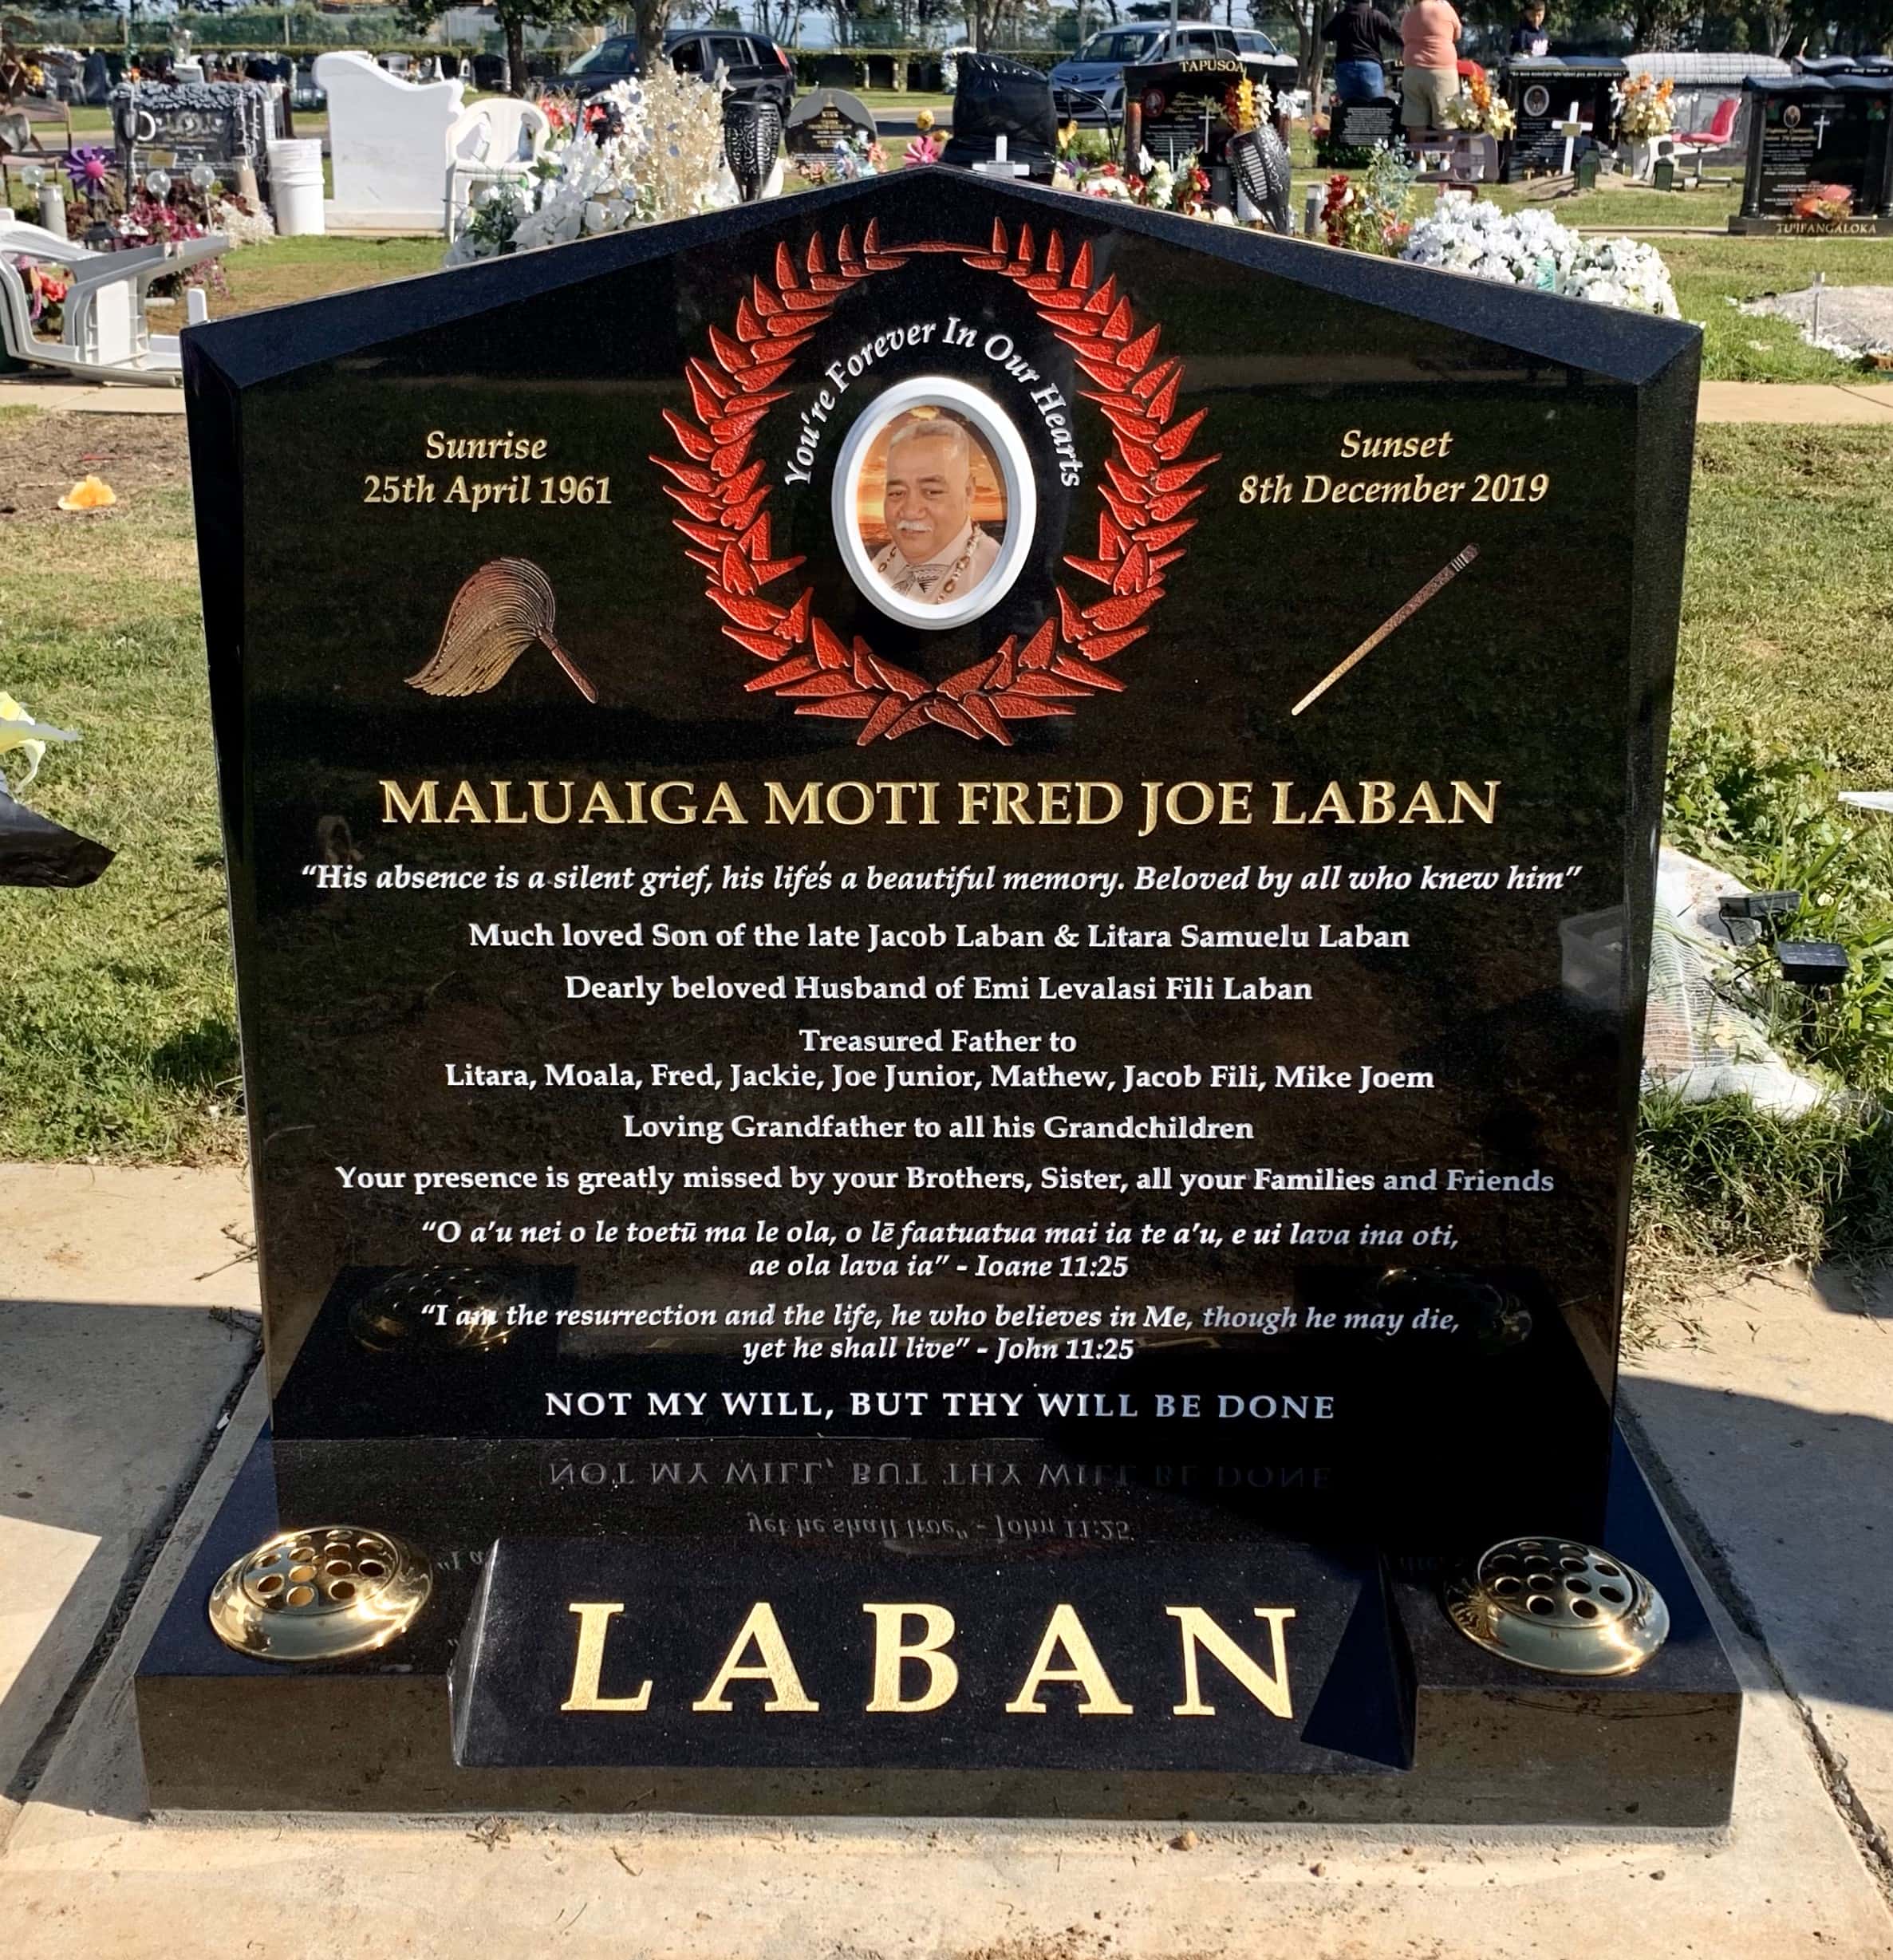 TAPUSOA
TU'IFANGALOKA
You're Forever In Our Hearts
Sunrise
25th April 1961
Sunset
8th December 2019
MALUAIGA MOTI FRED JOE LABAN
“His absence is a silent grief, his life's a beautiful memory. Beloved by all who knew him”
Much loved Son of the late Jacob Laban & Litara Samuelu Laban
Dearly beloved Husband of Emi Levalasi Fili Laban
Treasured Father to
Litara, Moala, Fred, Jackie, Joe Junior, Mathew, Jacob Fili, Mike Joem
Loving Grandfather to all his Grandchildren
Your presence is greatly missed by your Brothers, Sister, all your Families and Friends
“O a’u nei o le toetū ma le ola, o lē faatuatua mai ia te a’u, e ui lava ina oti,
ae ola lava ia” - Ioane 11:25
“I am the resurrection and the life, he who believes in Me, though he may die,
yet he shall live” - John 11:25
NOT MY WILL, BUT THY WILL BE DONE
LABAN